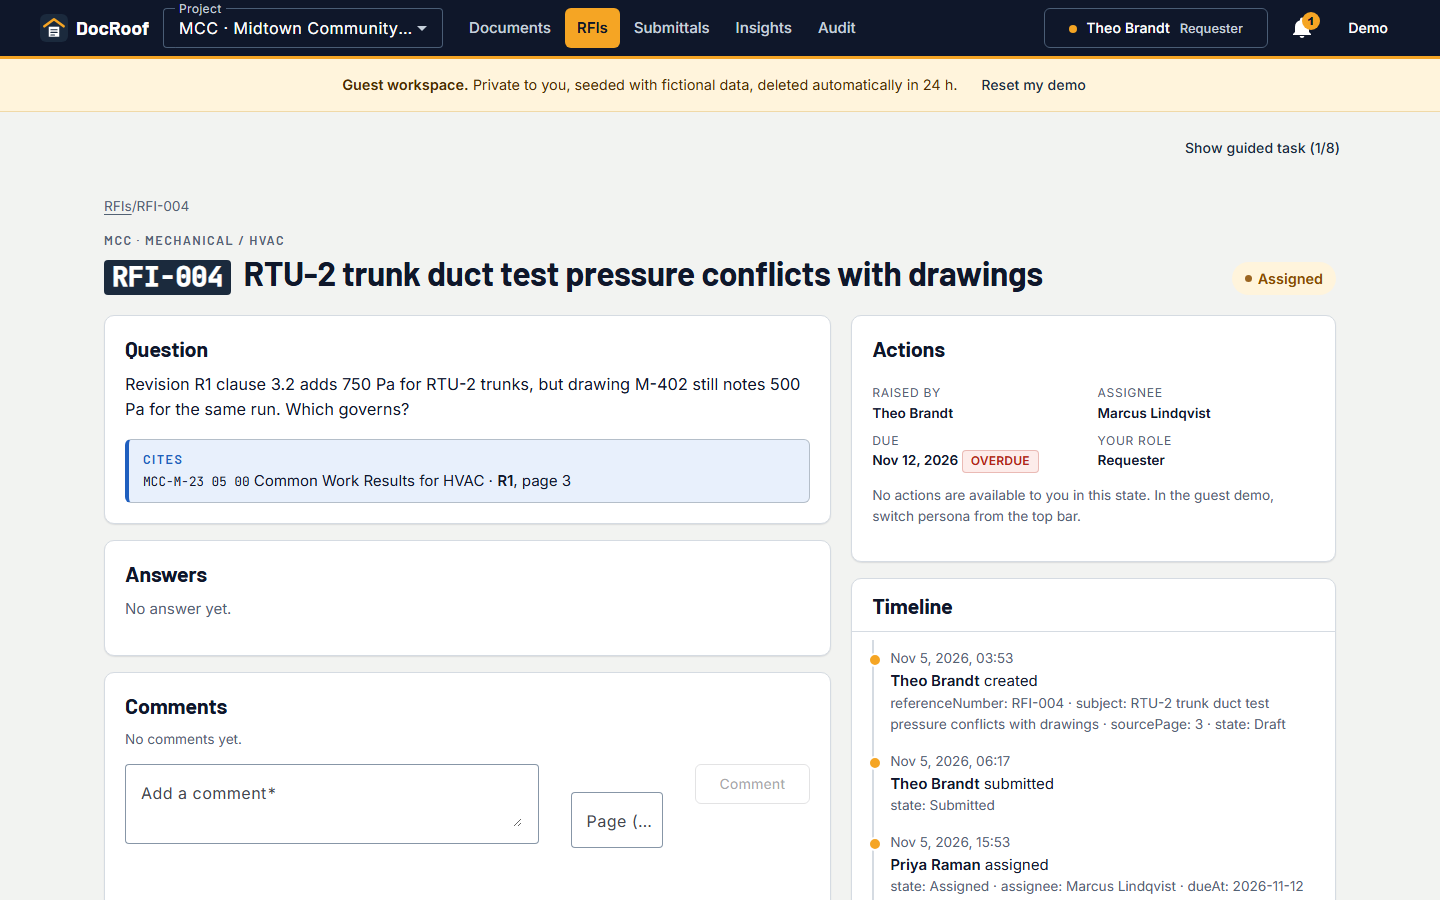 DocRoof
Project
MCC · Midtown Community...
Documents
RFIs
Submittals
Insights
Audit
Theo Brandt Requester
1
Demo
Guest workspace. Private to you, seeded with fictional data, deleted automatically in 24 h.
Reset my demo
Show guided task (1/8)
RFIs/RFI-004
MCC · MECHANICAL / HVAC
RFI-004 RTU-2 trunk duct test pressure conflicts with drawings
Assigned
Question
Revision R1 clause 3.2 adds 750 Pa for RTU-2 trunks, but drawing M-402 still notes 500
Pa for the same run. Which governs?
CITES
MCC-M-23 05 00 Common Work Results for HVAC · R1, page 3
Answers
No answer yet.
Comments
No comments yet.
Add a comment*
Page (...
Comment
Actions
RAISED BY
Theo Brandt
ASSIGNEE
Marcus Lindqvist
DUE
Nov 12, 2026 OVERDUE
YOUR ROLE
Requester
No actions are available to you in this state. In the guest demo,
switch persona from the top bar.
Timeline
Nov 5, 2026, 03:53
Theo Brandt created
referenceNumber: RFI-004 · subject: RTU-2 trunk duct test
pressure conflicts with drawings · sourcePage: 3 · state: Draft
Nov 5, 2026, 06:17
Theo Brandt submitted
state: Submitted
Nov 5, 2026, 15:53
Priya Raman assigned
state: Assigned · assignee: Marcus Lindqvist · dueAt: 2026-11-12